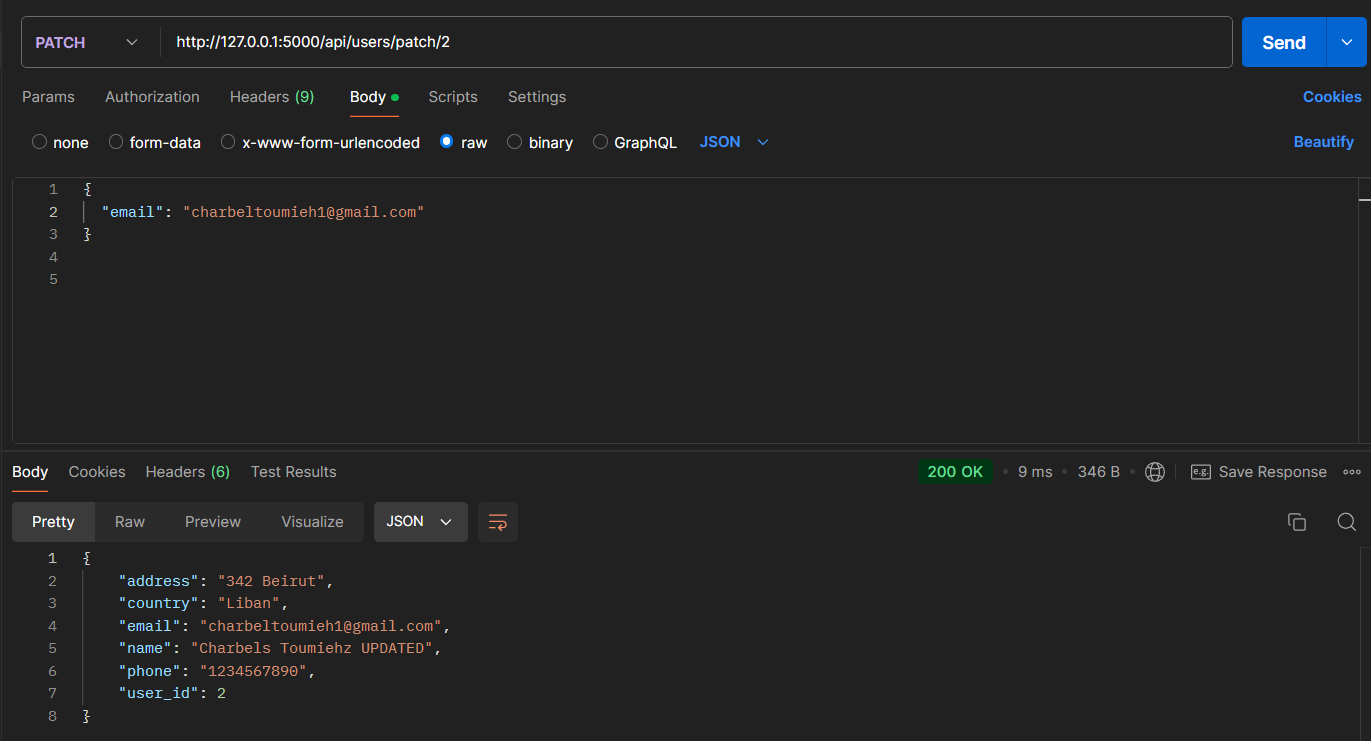 PATCH http://127.0.0.1:5000/api/users/patch/2 Send
Params Authorization Headers (9) Body Scripts Settings Cookies
none form-data x-www-form-urlencoded raw binary GraphQL JSON Beautify
1 {
2 "email": "charbeltoumieh1@gmail.com"
3 }
4
5
Body Cookies Headers (6) Test Results 200 OK 9 ms 346 B e.g. Save Response
Pretty Raw Preview Visualize JSON
1 {
2 "address": "342 Beirut",
3 "country": "Liban",
4 "email": "charbeltoumieh1@gmail.com",
5 "name": "Charbels Toumiehz UPDATED",
6 "phone": "1234567890",
7 "user_id": 2
8 }